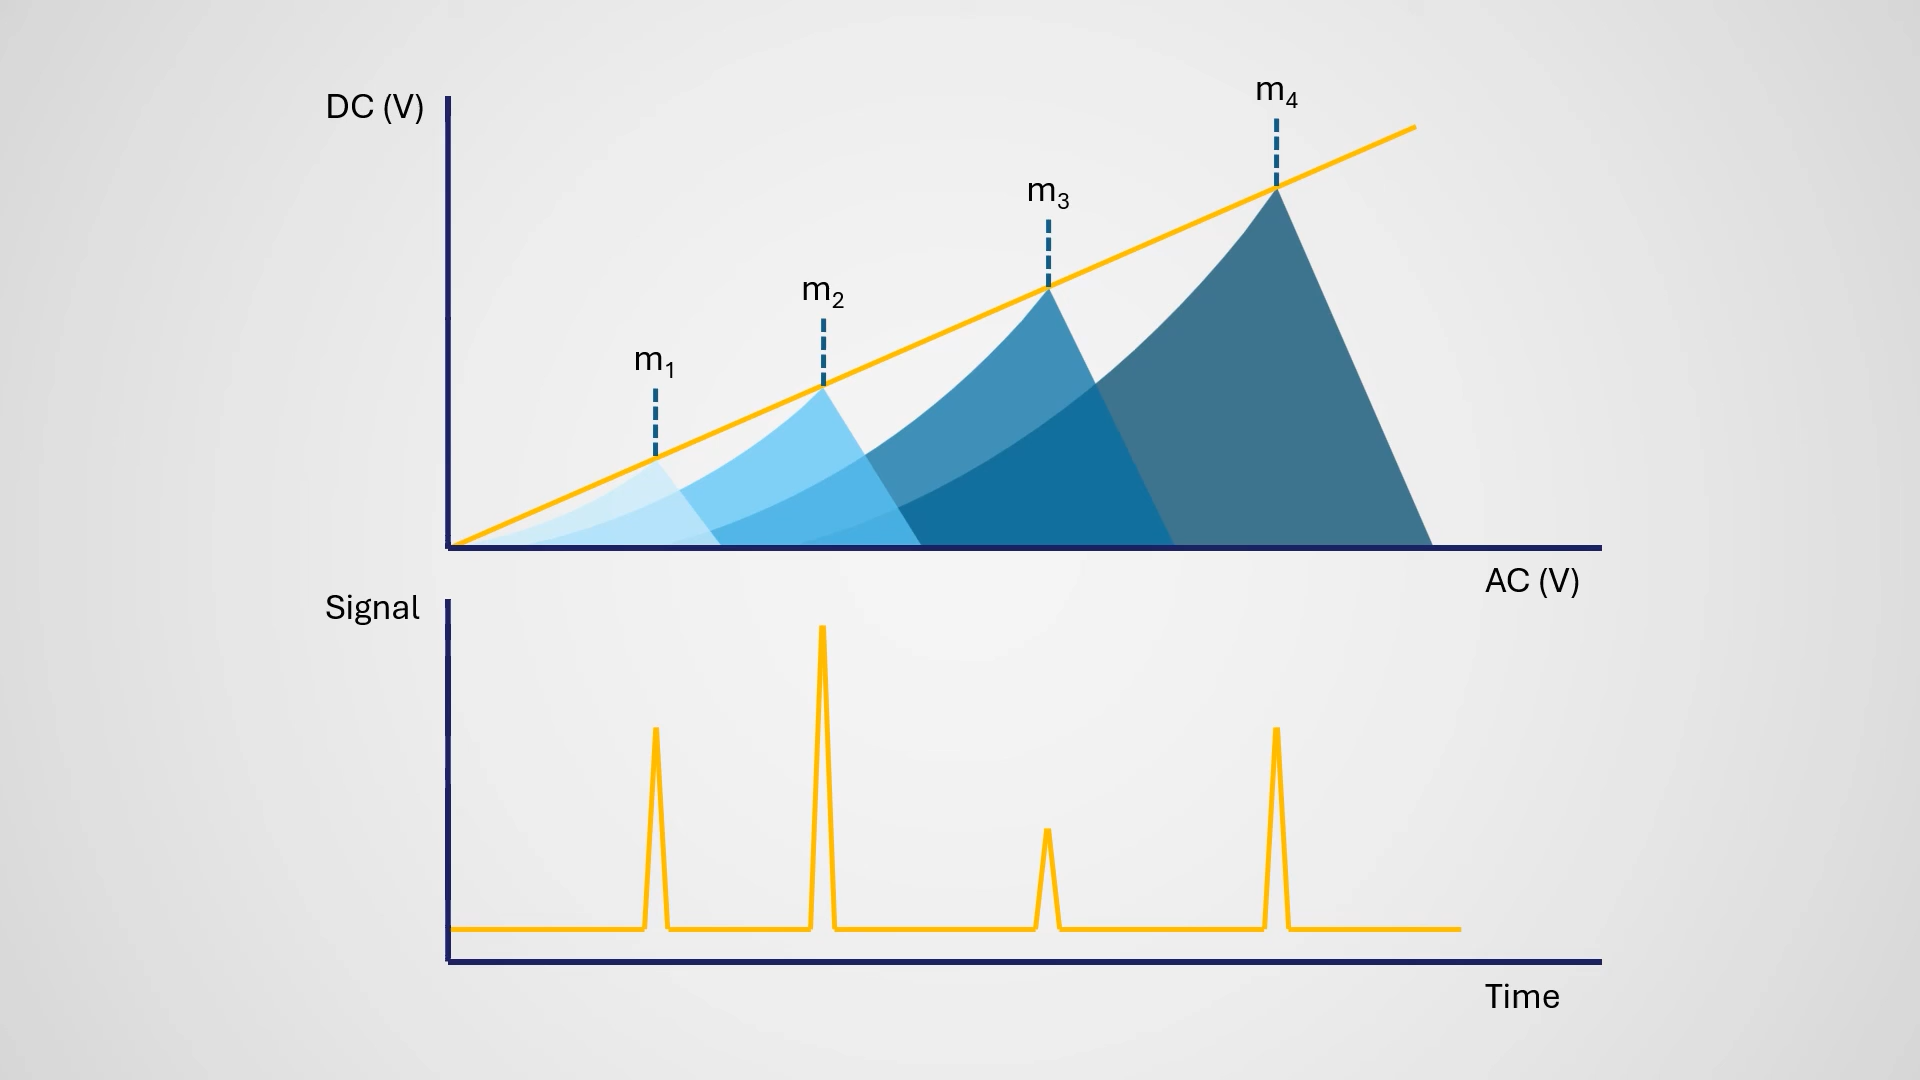 DC (V)
m₄
m₃
m₂
m₁
AC (V)
Signal
Time